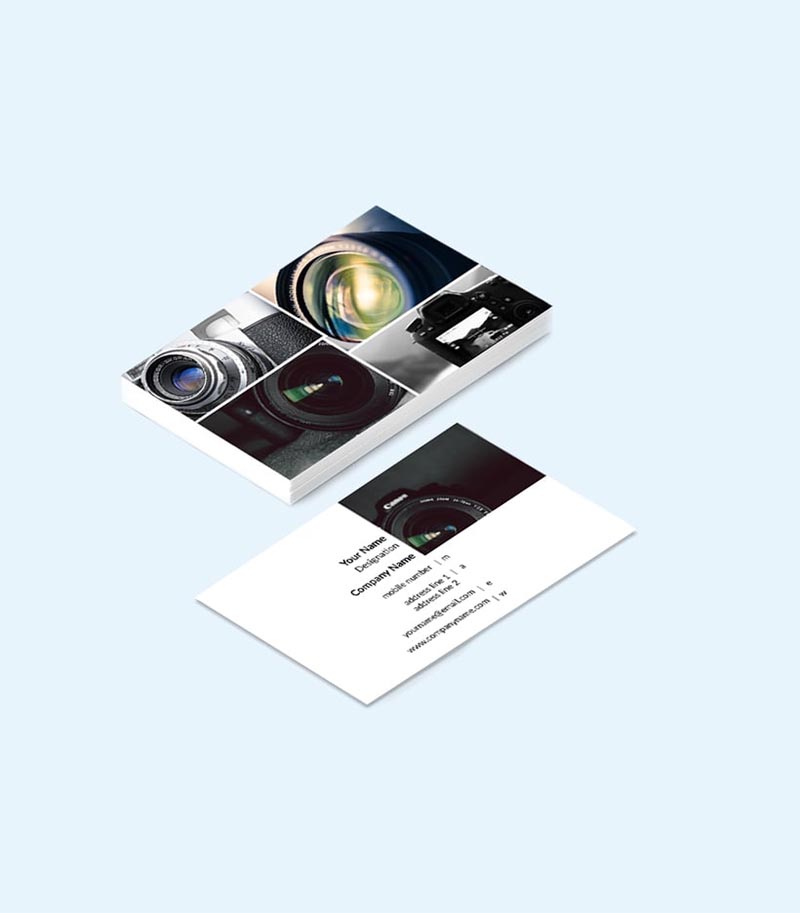 Canon
Your Name
Designation
Company Name
mobile number | m
address line 1 | a
address line 2
yourname@email.com | e
www.companyname.com | w